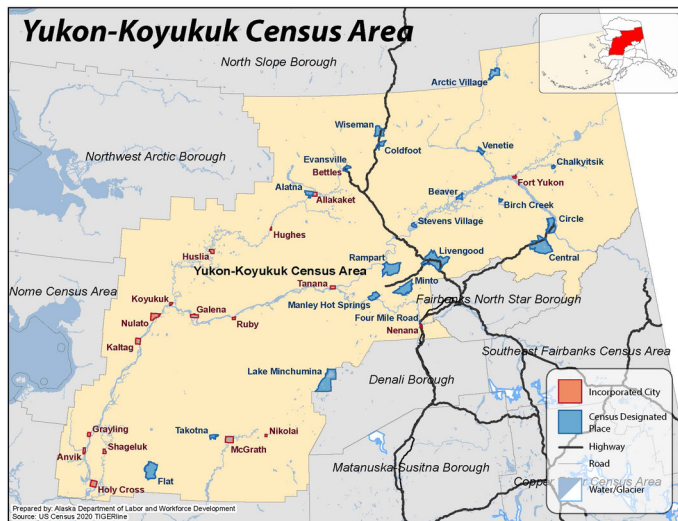 Yukon-Koyukuk Census Area
North Slope Borough
Arctic Village
Wiseman
Coldfoot
Venetie
Northwest Arctic Borough
Evansville
Bettles
Chalkyitsik
Fort Yukon
Alatna
Allakaket
Beaver
Birch Creek
Circle
Stevens Village
Hughes
Huslia
Livengood
Central
Rampart
Yukon-Koyukuk Census Area
Tanana
Minto
Nome Census Area
Koyukuk
Galena
Manley Hot Springs
Fairbanks North Star Borough
Nulato
Ruby
Four Mile Road
Nenana
Kaltag
Southeast Fairbanks Census Area
Lake Minchumina
Denali Borough
Incorporated City
Census Designated
Place
Grayling
Takotna
Nikolai
Highway
Anvik
Shageluk
McGrath
Road
Flat
Matanuska-Susitna Borough
Copper River Census Area
Water/Glacier
Holy Cross
Prepared by: Alaska Department of Labor and Workforce Development
Source: US Census 2020 TIGERline